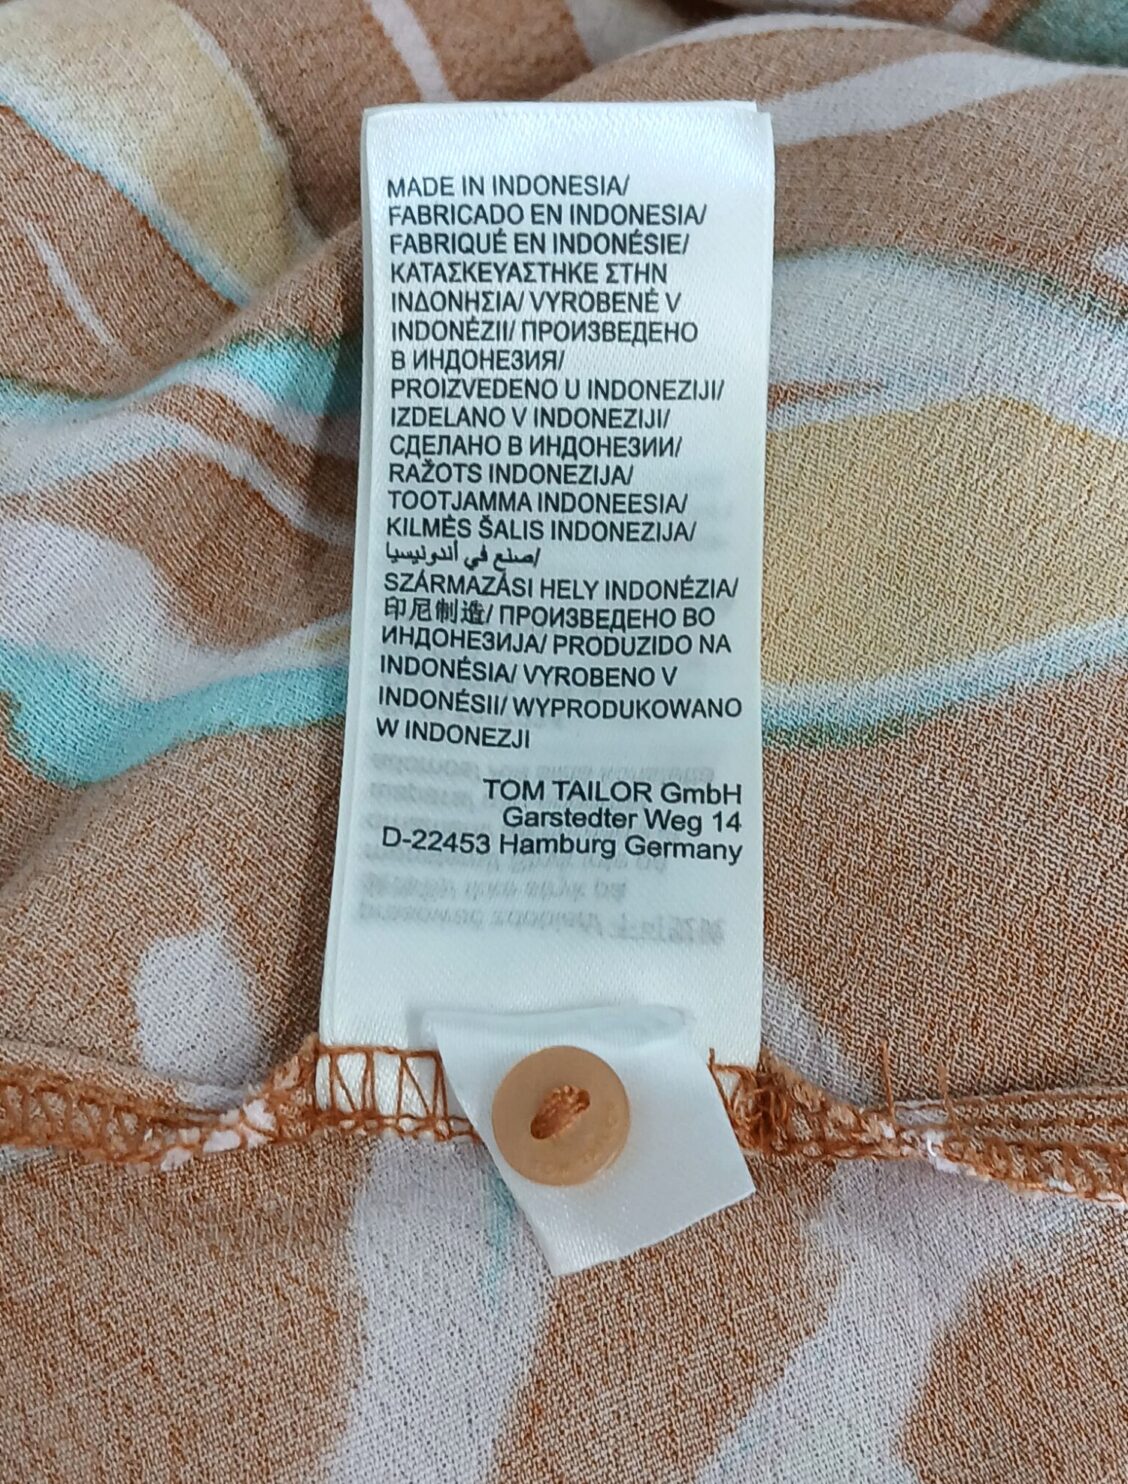 MADE IN INDONESIA/
FABRICADO EN INDONESIA/
FABRIQUÉ EN INDONÉSIE/
ΚΑΤΑΣΚΕΥΑΣΤΗΚΕ ΣΤΗΝ
ΙΝΔΟΝΗΣΙΑ/ VYROBENÉ V
INDONÉZII/ ПРОИЗВЕДЕНО
В ИНДОНЕЗИЯ/
PROIZVEDENO U INDONEZIJI/
IZDELANO V INDONEZIJI/
СДЕЛАНО В ИНДОНЕЗИИ/
RAŽOTS INDONEZIJA/
TOOTJAMMA INDONEESIA/
KILMĖS ŠALIS INDONEZIJA/
صنع في أندونيسيا/
SZÁRMAZÁSI HELY INDONÉZIA/
印尼制造/ ПРОИЗВЕДЕНО ВО
ИНДОНЕЗИЈА/ PRODUZIDO NA
INDONÉSIA/ VYROBENO V
INDONÉSII/ WYPRODUKOWANO
W INDONEZJI
TOM TAILOR GmbH
Garstedter Weg 14
D-22453 Hamburg Germany